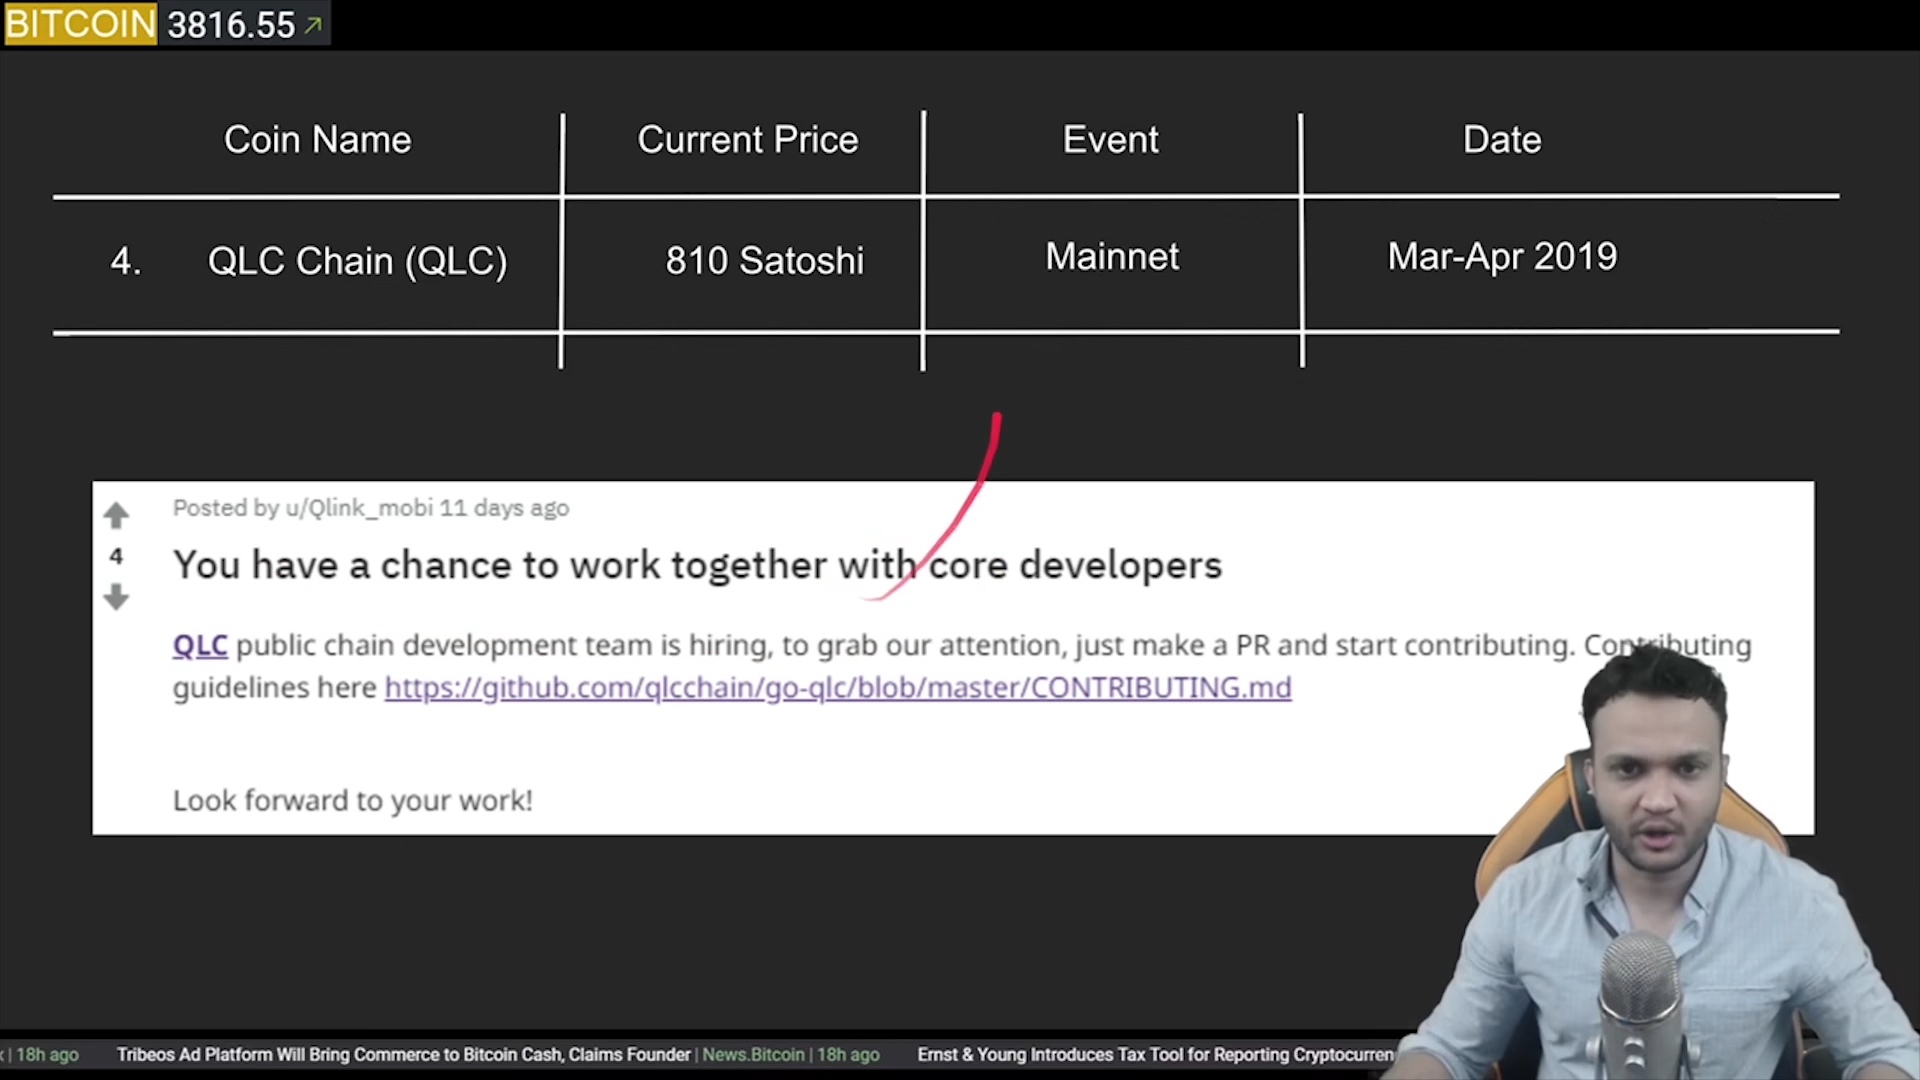 BITCOIN 3816.55
Coin Name Current Price Event Date
4. QLC Chain (QLC) 810 Satoshi Mainnet Mar-Apr 2019
Posted by u/Qlink_mobi 11 days ago
4
You have a chance to work together with core developers
QLC public chain development team is hiring, to grab our attention, just make a PR and start contributing. Contributing
guidelines here https://github.com/qlcchain/go-qlc/blob/master/CONTRIBUTING.md
Look forward to your work!
| 18h ago Tribeos Ad Platform Will Bring Commerce to Bitcoin Cash, Claims Founder | News.Bitcoin | 18h ago Ernst & Young Introduces Tax Tool for Reporting Cryptocurren